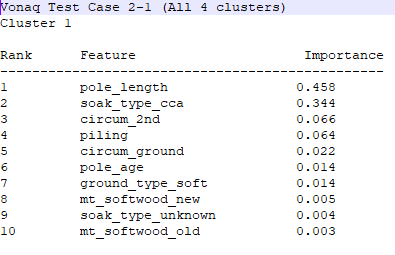 Vonaq Test Case 2-1 (All 4 clusters)
Cluster 1
Rank Feature Importance
------------------------------------------------
1 pole_length 0.458
2 soak_type_cca 0.344
3 circum_2nd 0.066
4 piling 0.064
5 circum_ground 0.022
6 pole_age 0.014
7 ground_type_soft 0.014
8 mt_softwood_new 0.005
9 soak_type_unknown 0.004
10 mt_softwood_old 0.003